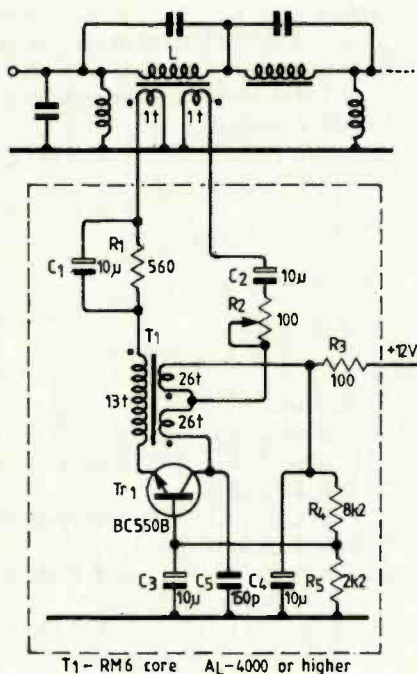 L
1t
1t
R1
C1
10μ
560
C2
10μ
R2
100
R3
100
+12V
T1
13t
26t
26t
Tr1
BC550B
R4
8k2
C3
10μ
C5
150p
C4
10μ
R5
2k2
T1 - RM6 core AL-4000 or higher